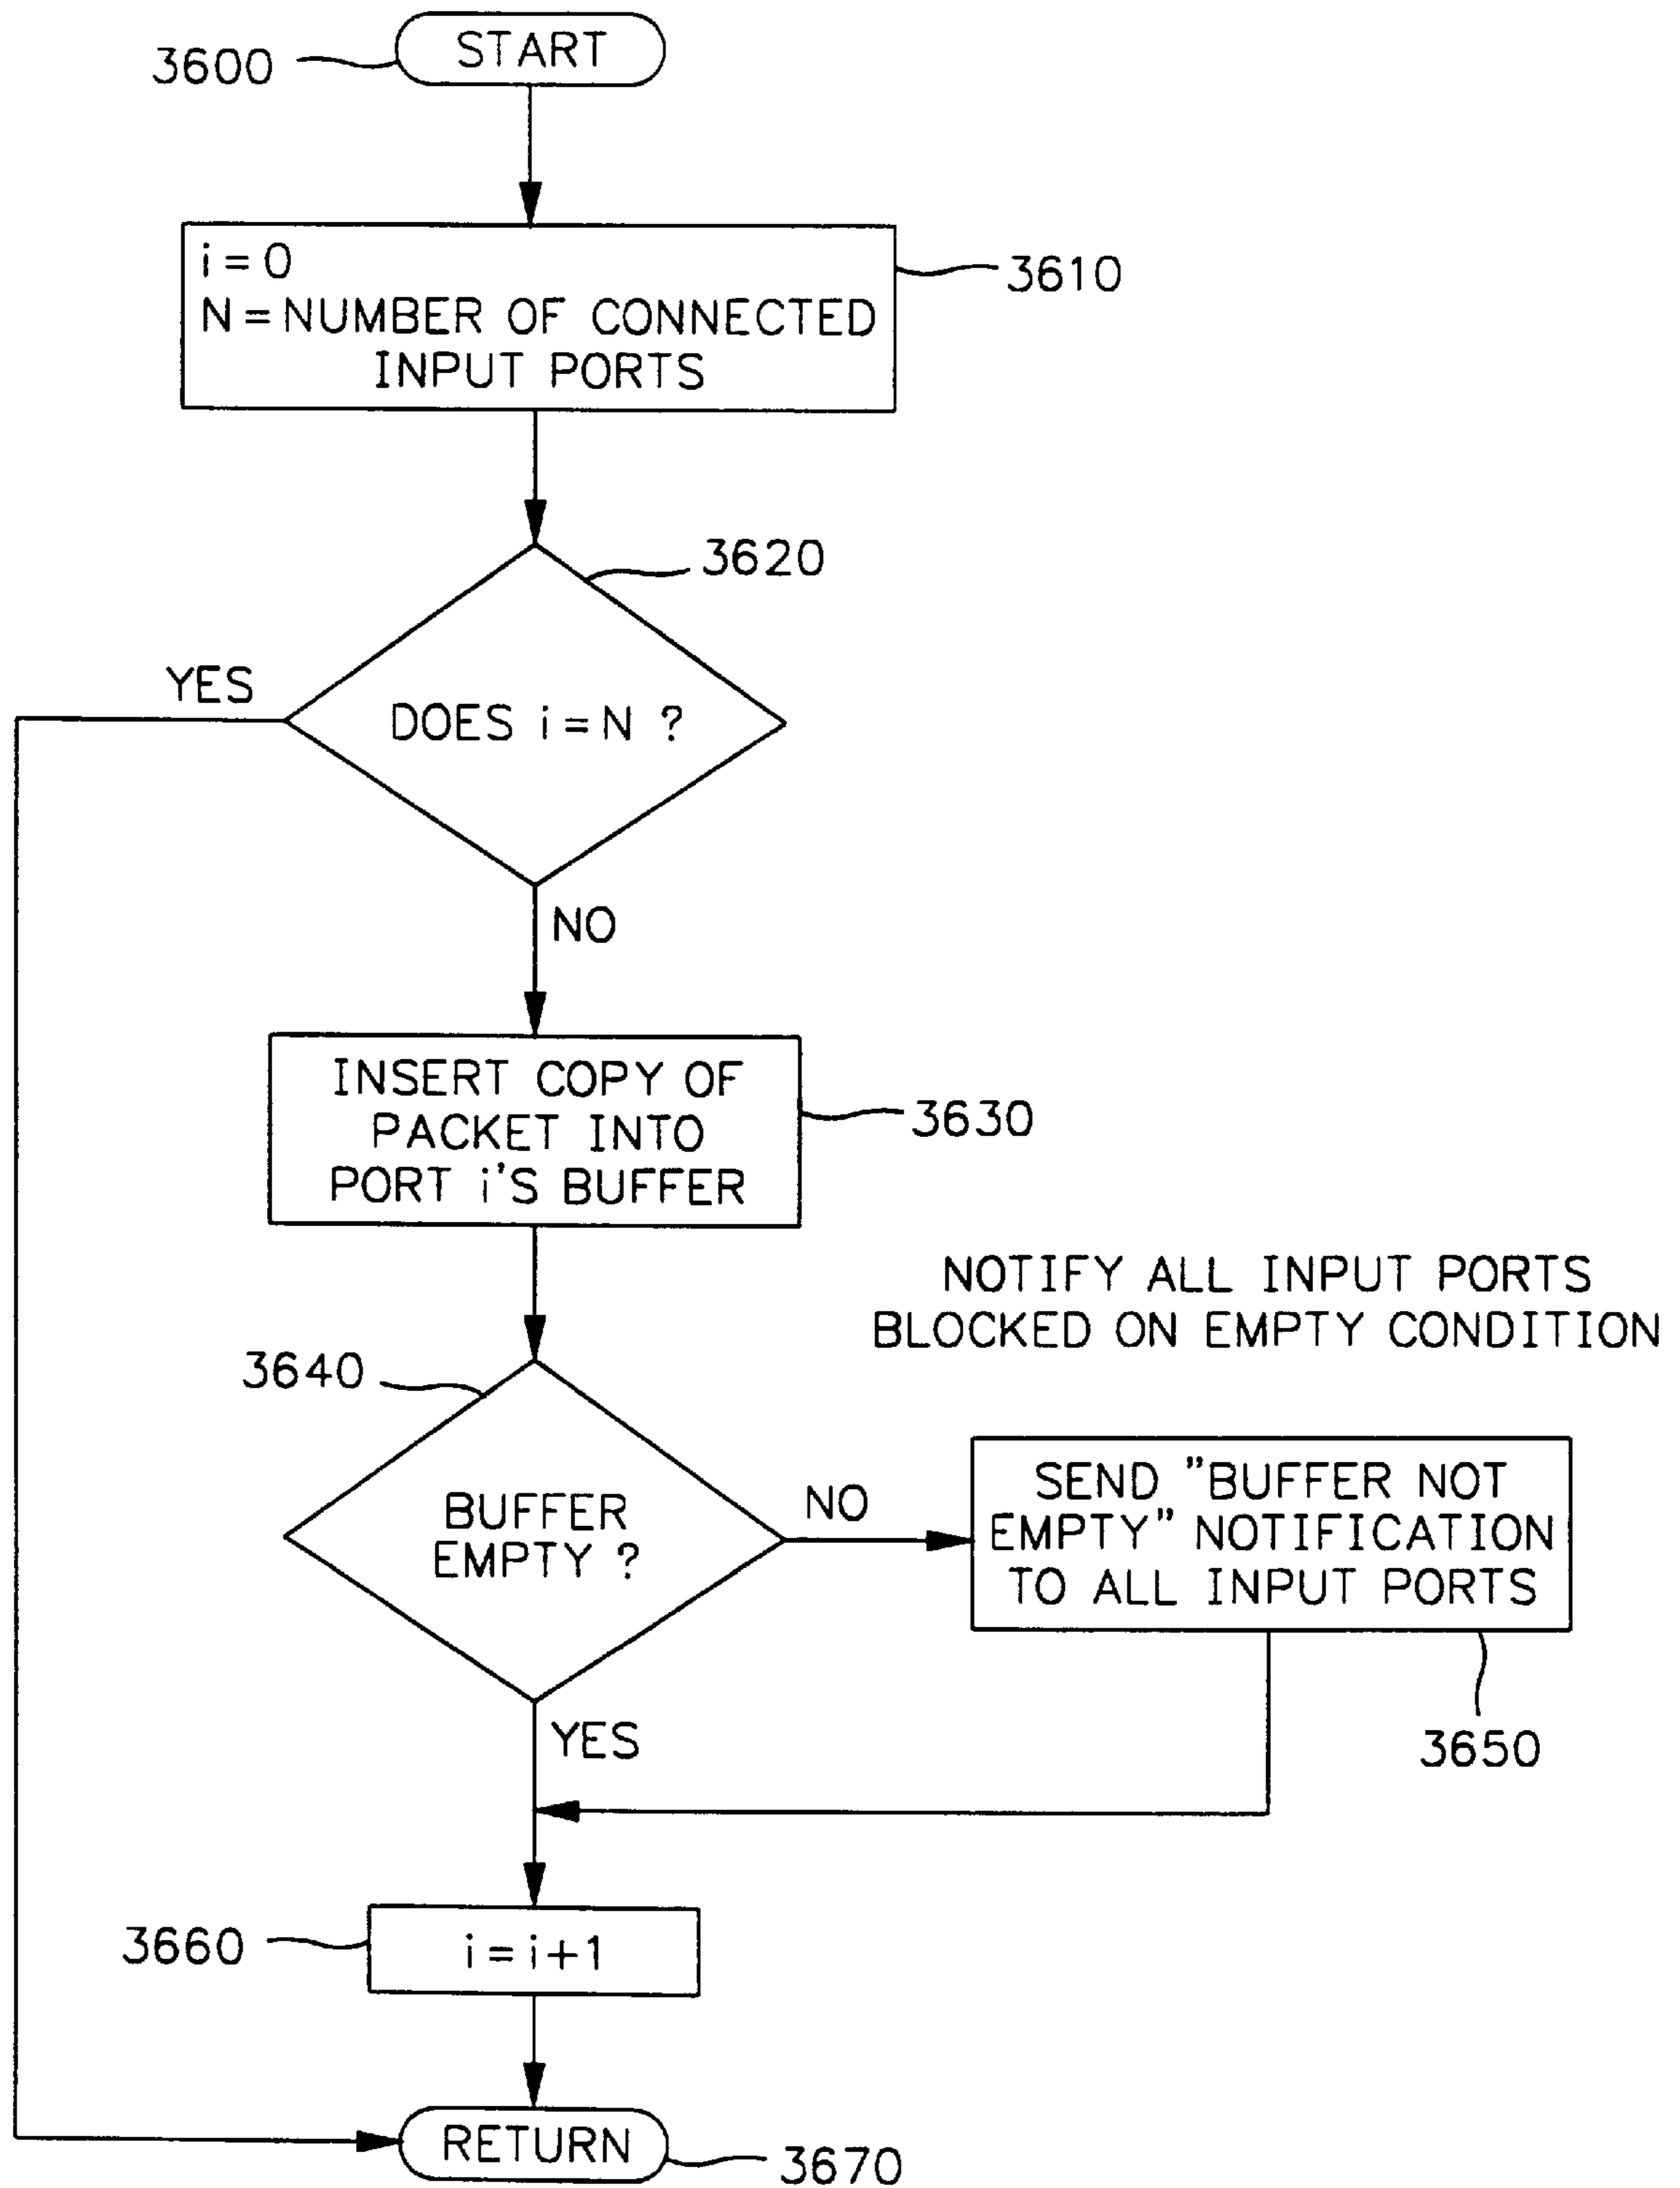 START
3600
i = 0
N = NUMBER OF CONNECTED
INPUT PORTS
3610
3620
YES
DOES i = N ?
NO
INSERT COPY OF
PACKET INTO
PORT i'S BUFFER
3630
NOTIFY ALL INPUT PORTS
BLOCKED ON EMPTY CONDITION
3640
BUFFER
EMPTY ?
NO
SEND "BUFFER NOT
EMPTY" NOTIFICATION
TO ALL INPUT PORTS
3650
YES
3660
i = i+1
RETURN
3670